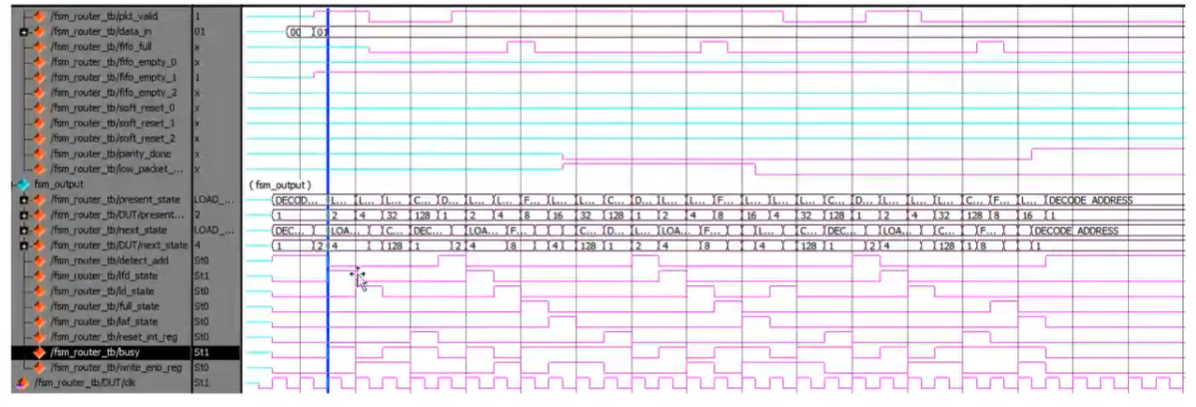 /fsm_router_tb/pkt_valid 1
/fsm_router_tb/data_in 01 00 01
/fsm_router_tb/fifo_full x
/fsm_router_tb/fifo_empty_0 x
/fsm_router_tb/fifo_empty_1 1
/fsm_router_tb/fifo_empty_2 x
/fsm_router_tb/soft_reset_0 x
/fsm_router_tb/soft_reset_1 x
/fsm_router_tb/soft_reset_2 x
/fsm_router_tb/parity_done x
/fsm_router_tb/low_packet_... x
fsm_output (fsm_output)
/fsm_router_tb/present_state LOAD_... DECOD... L... L... L... C... D... L... L... F... L... L... C... D... L... L... F... L... L... L... C... D... L... L... L... C... F... L... DECODE ADDRESS
/fsm_router_tb/DUT/present... 2 1 2 4 32 128 1 2 4 8 16 32 128 1 2 4 8 16 4 32 128 1 2 4 32 128 8 16 1
/fsm_router_tb/next_state LOAD_... DEC... LOA... C... DEC... LOA... F... L... C... D... L... LOA... F... L... C... DEC... LOA... C... F... DECODE ADDRESS
/fsm_router_tb/DUT/next_state 4 1 2 4 128 1 2 4 8 4 128 1 2 4 8 4 128 1 2 4 128 1 8 1
/fsm_router_tb/detect_add St0
/fsm_router_tb/lfd_state St1
/fsm_router_tb/ld_state St0
/fsm_router_tb/full_state St0
/fsm_router_tb/laf_state St0
/fsm_router_tb/reset_int_reg St0
/fsm_router_tb/busy St1
/fsm_router_tb/write_enb_reg St0
/fsm_router_tb/DUT/clk St1